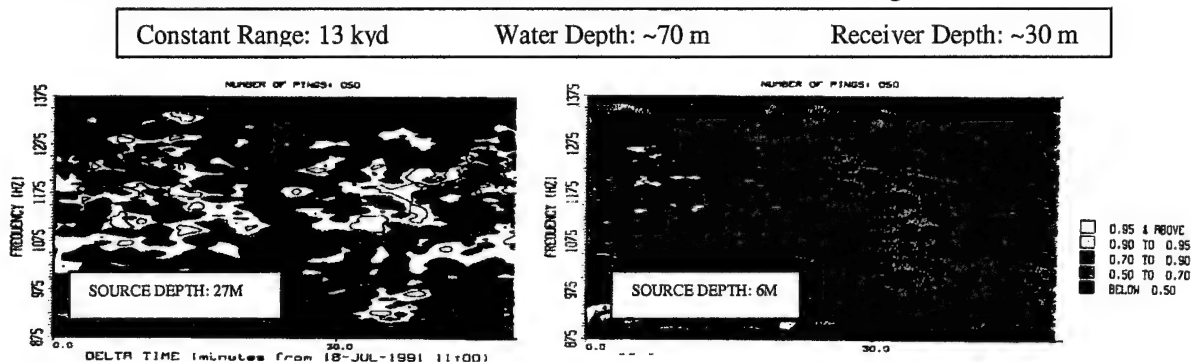 Constant Range: 13 kyd Water Depth: ~70 m Receiver Depth: ~30 m
NUMBER OF PINGS: 050
FREQUENCY (HZ)
1375
1275
1175
1075
975
875
SOURCE DEPTH: 27M
0.0
30.0
DELTA TIME (minutes from 18-JUL-1991 11:00)
NUMBER OF PINGS: 050
FREQUENCY (HZ)
1375
1275
1175
1075
975
875
SOURCE DEPTH: 6M
0.0
30.0
0.95 & ABOVE
0.90 TO 0.95
0.70 TO 0.90
0.50 TO 0.70
BELOW 0.50